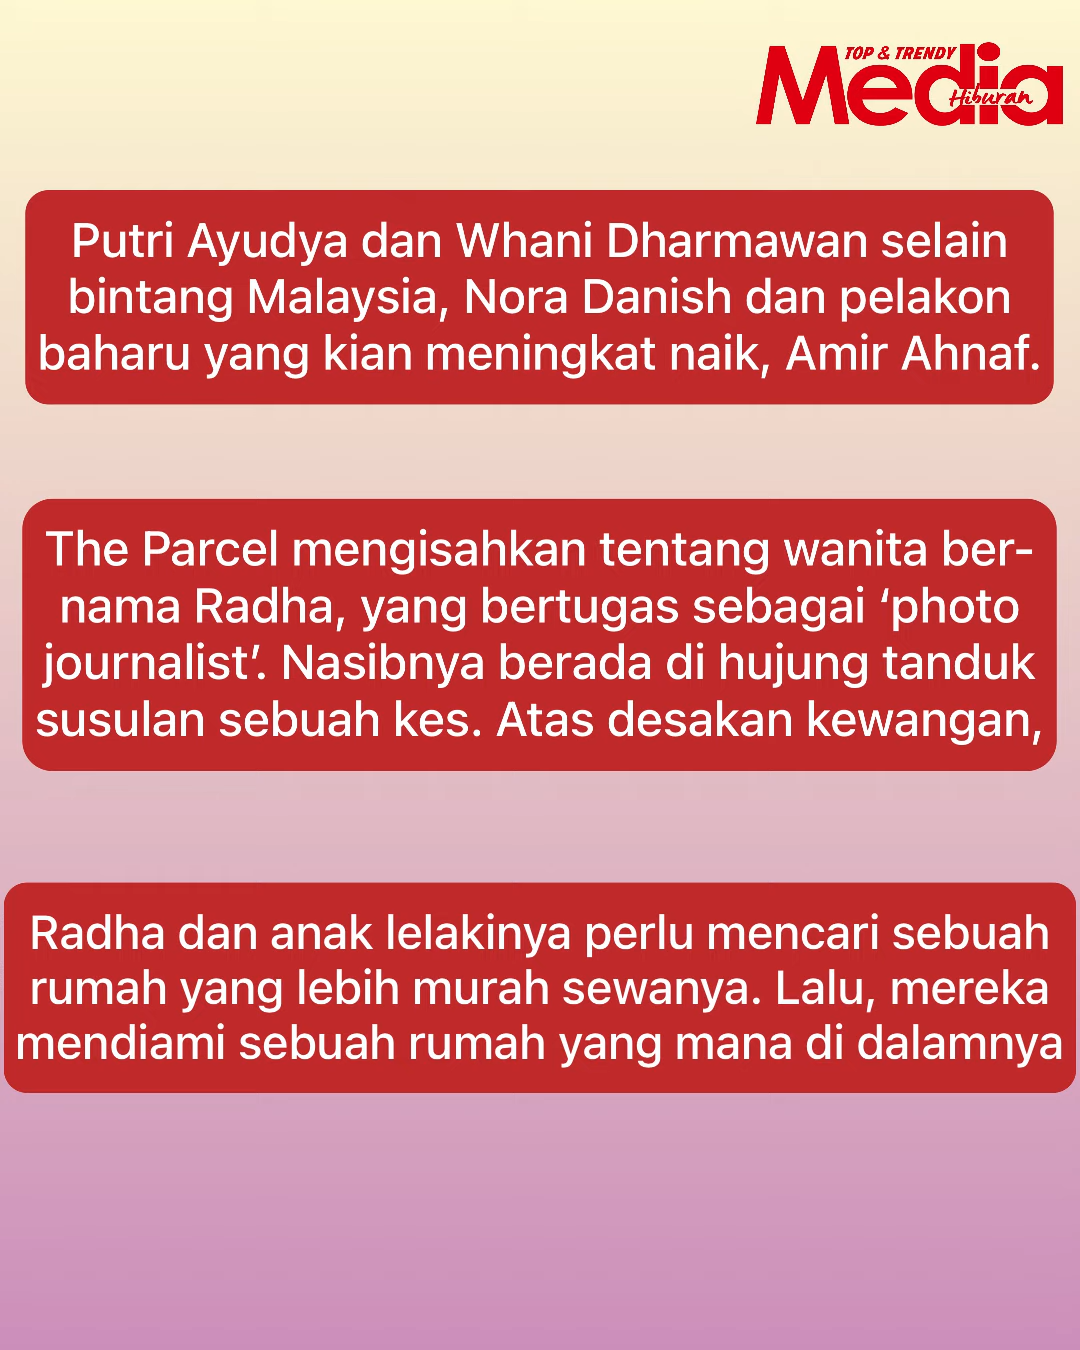 TOP & TRENDY
Media
Hiburan
Putri Ayudya dan Whani Dharmawan selain
bintang Malaysia, Nora Danish dan pelakon
baharu yang kian meningkat naik, Amir Ahnaf.
The Parcel mengisahkan tentang wanita ber-
nama Radha, yang bertugas sebagai ‘photo
journalist’. Nasibnya berada di hujung tanduk
susulan sebuah kes. Atas desakan kewangan,
Radha dan anak lelakinya perlu mencari sebuah
rumah yang lebih murah sewanya. Lalu, mereka
mendiami sebuah rumah yang mana di dalamnya